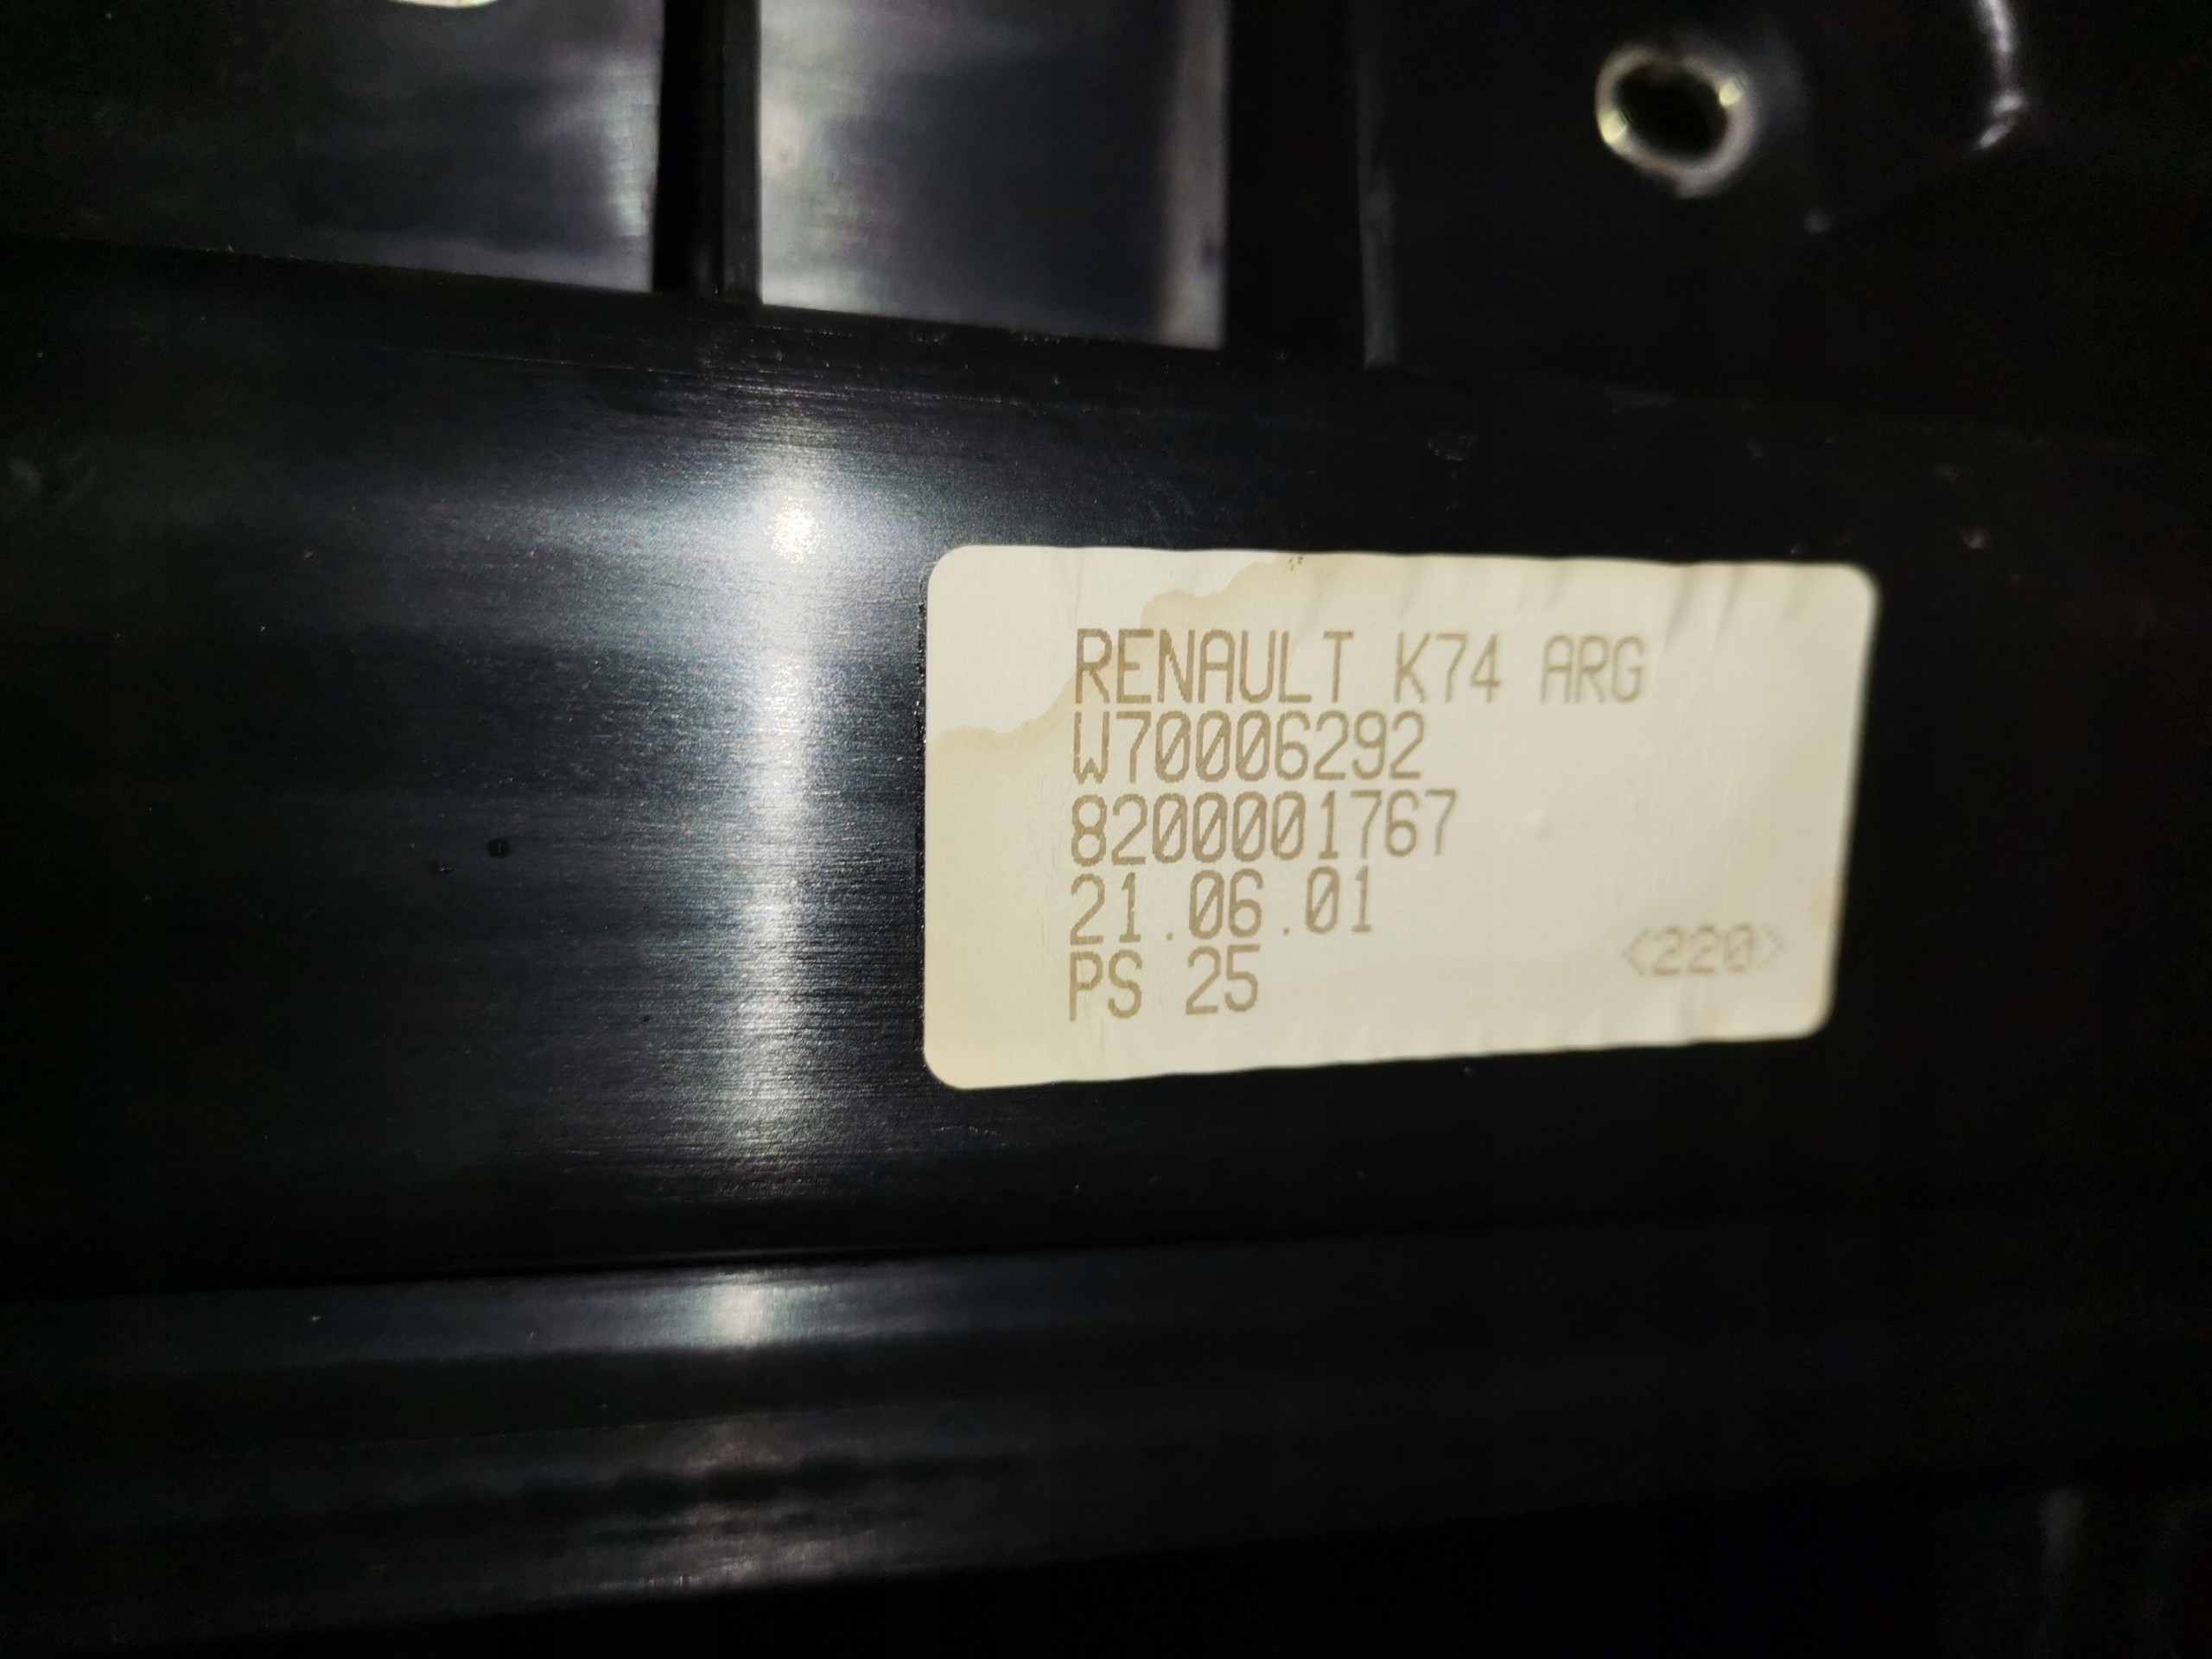 RENAULT K74 ARG
W70006292
8200001767
21.06.01
PS 25
<220>